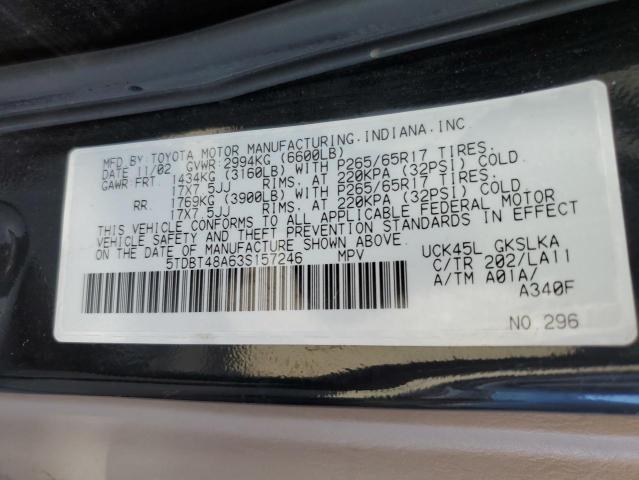 MFD.BY:TOYOTA MOTOR MANUFACTURING.INDIANA.INC
DATE 11/02 GVWR:2994KG (6600LB)
GAWR FRT. 1434KG (3160LB) WITH P265/65R17 TIRES.
17X7.5JJ RIMS. AT 220KPA (32PSI) COLD.
RR. 1769KG (3900LB) WITH P265/65R17 TIRES.
17X7.5JJ RIMS. AT 220KPA (32PSI) COLD.
THIS VEHICLE CONFORMS TO ALL APPLICABLE FEDERAL MOTOR
VEHICLE SAFETY AND THEFT PREVENTION STANDARDS IN EFFECT
ON THE DATE OF MANUFACTURE SHOWN ABOVE.
5TDBT48A63S157246 MPV
UCK45L GKSLKA
C/TR 202/LA11
A/TM A01A/
A340F
NO.296